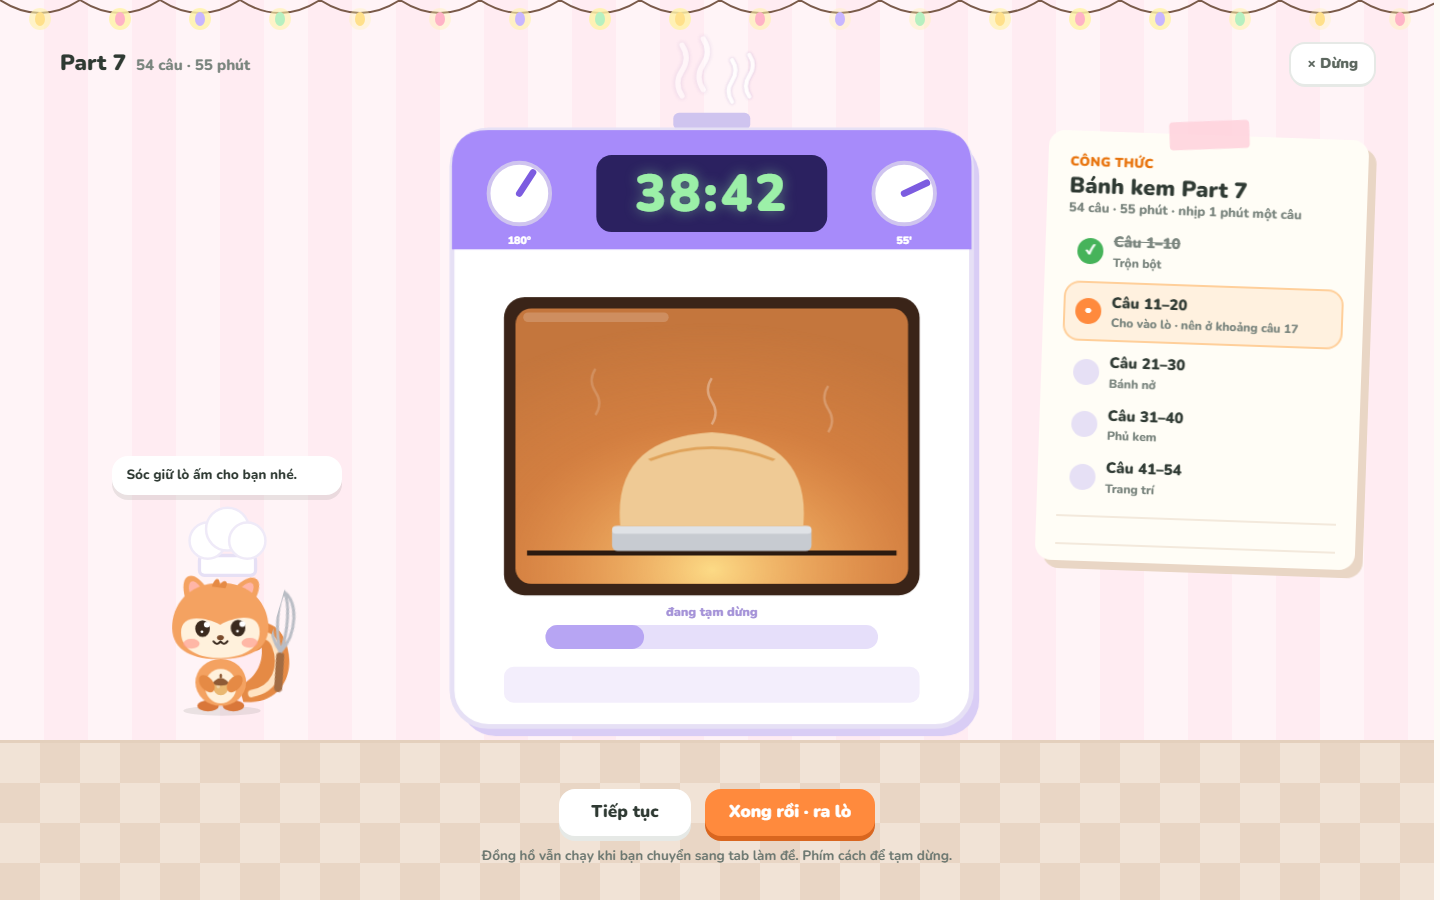 Part 7 54 câu · 55 phút
× Dừng
38:42
180°
55'
CÔNG THỨC
Bánh kem Part 7
54 câu · 55 phút · nhịp 1 phút một câu
✓ Câu 1–10
Trộn bột
Câu 11–20
Cho vào lò · nên ở khoảng câu 17
Câu 21–30
Bánh nở
Câu 31–40
Phủ kem
Câu 41–54
Trang trí
Sóc giữ lò ấm cho bạn nhé.
đang tạm dừng
Tiếp tục
Xong rồi · ra lò
Đồng hồ vẫn chạy khi bạn chuyển sang tab làm đề. Phím cách để tạm dừng.